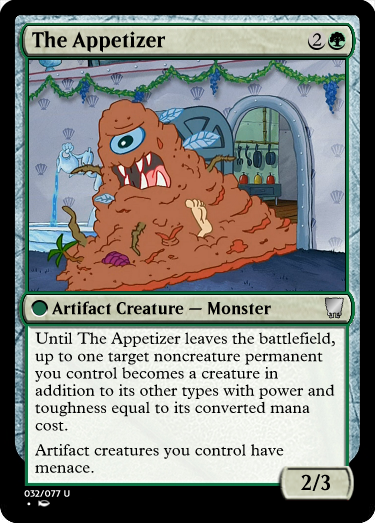 The Appetizer 2
Artifact Creature — Monster
Until The Appetizer leaves the battlefield,
up to one target noncreature permanent
you control becomes a creature in
addition to its other types with power and
toughness equal to its converted mana
cost.
Artifact creatures you control have
menace.
2/3
032/077 U